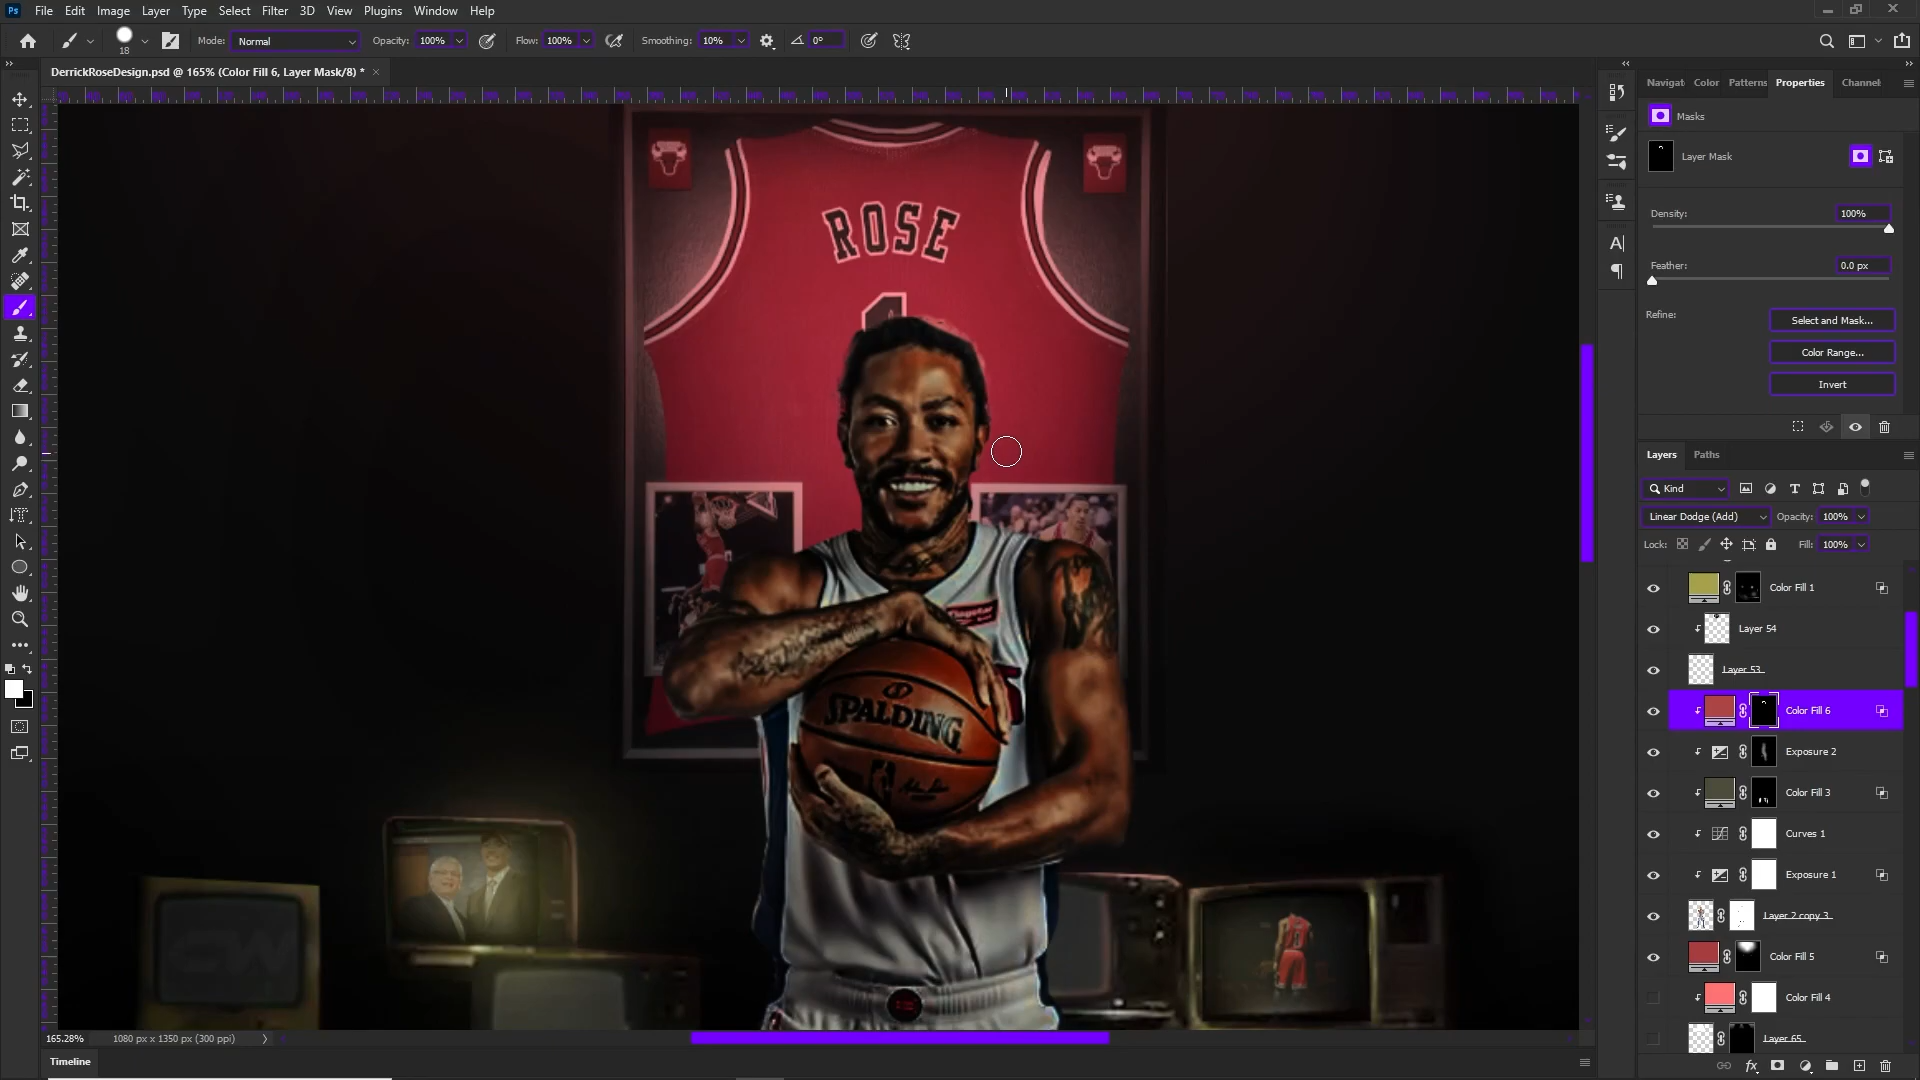 Ps File Edit Image Layer Type Select Filter 3D View Plugins Window Help
18 Mode: Normal Opacity: 100% Flow: 100% Smoothing: 10% 0°
DerrickRoseDesign.psd @ 165% (Color Fill 6, Layer Mask/8) * ×
Navigat Color Patterns Properties Channel
Masks
Layer Mask
Density: 100%
Feather: 0.0 px
Refine: Select and Mask...
Color Range...
Invert
Layers Paths
Kind
Linear Dodge (Add) Opacity: 100%
Lock: Fill: 100%
Color Fill 1
Layer 54
Layer 53
Color Fill 6
Exposure 2
Color Fill 3
Curves 1
Exposure 1
Layer 2 copy 3
Color Fill 5
Color Fill 4
Layer 65
ROSE
1
SPALDING
165.28% 1080 px x 1350 px (300 ppi)
Timeline